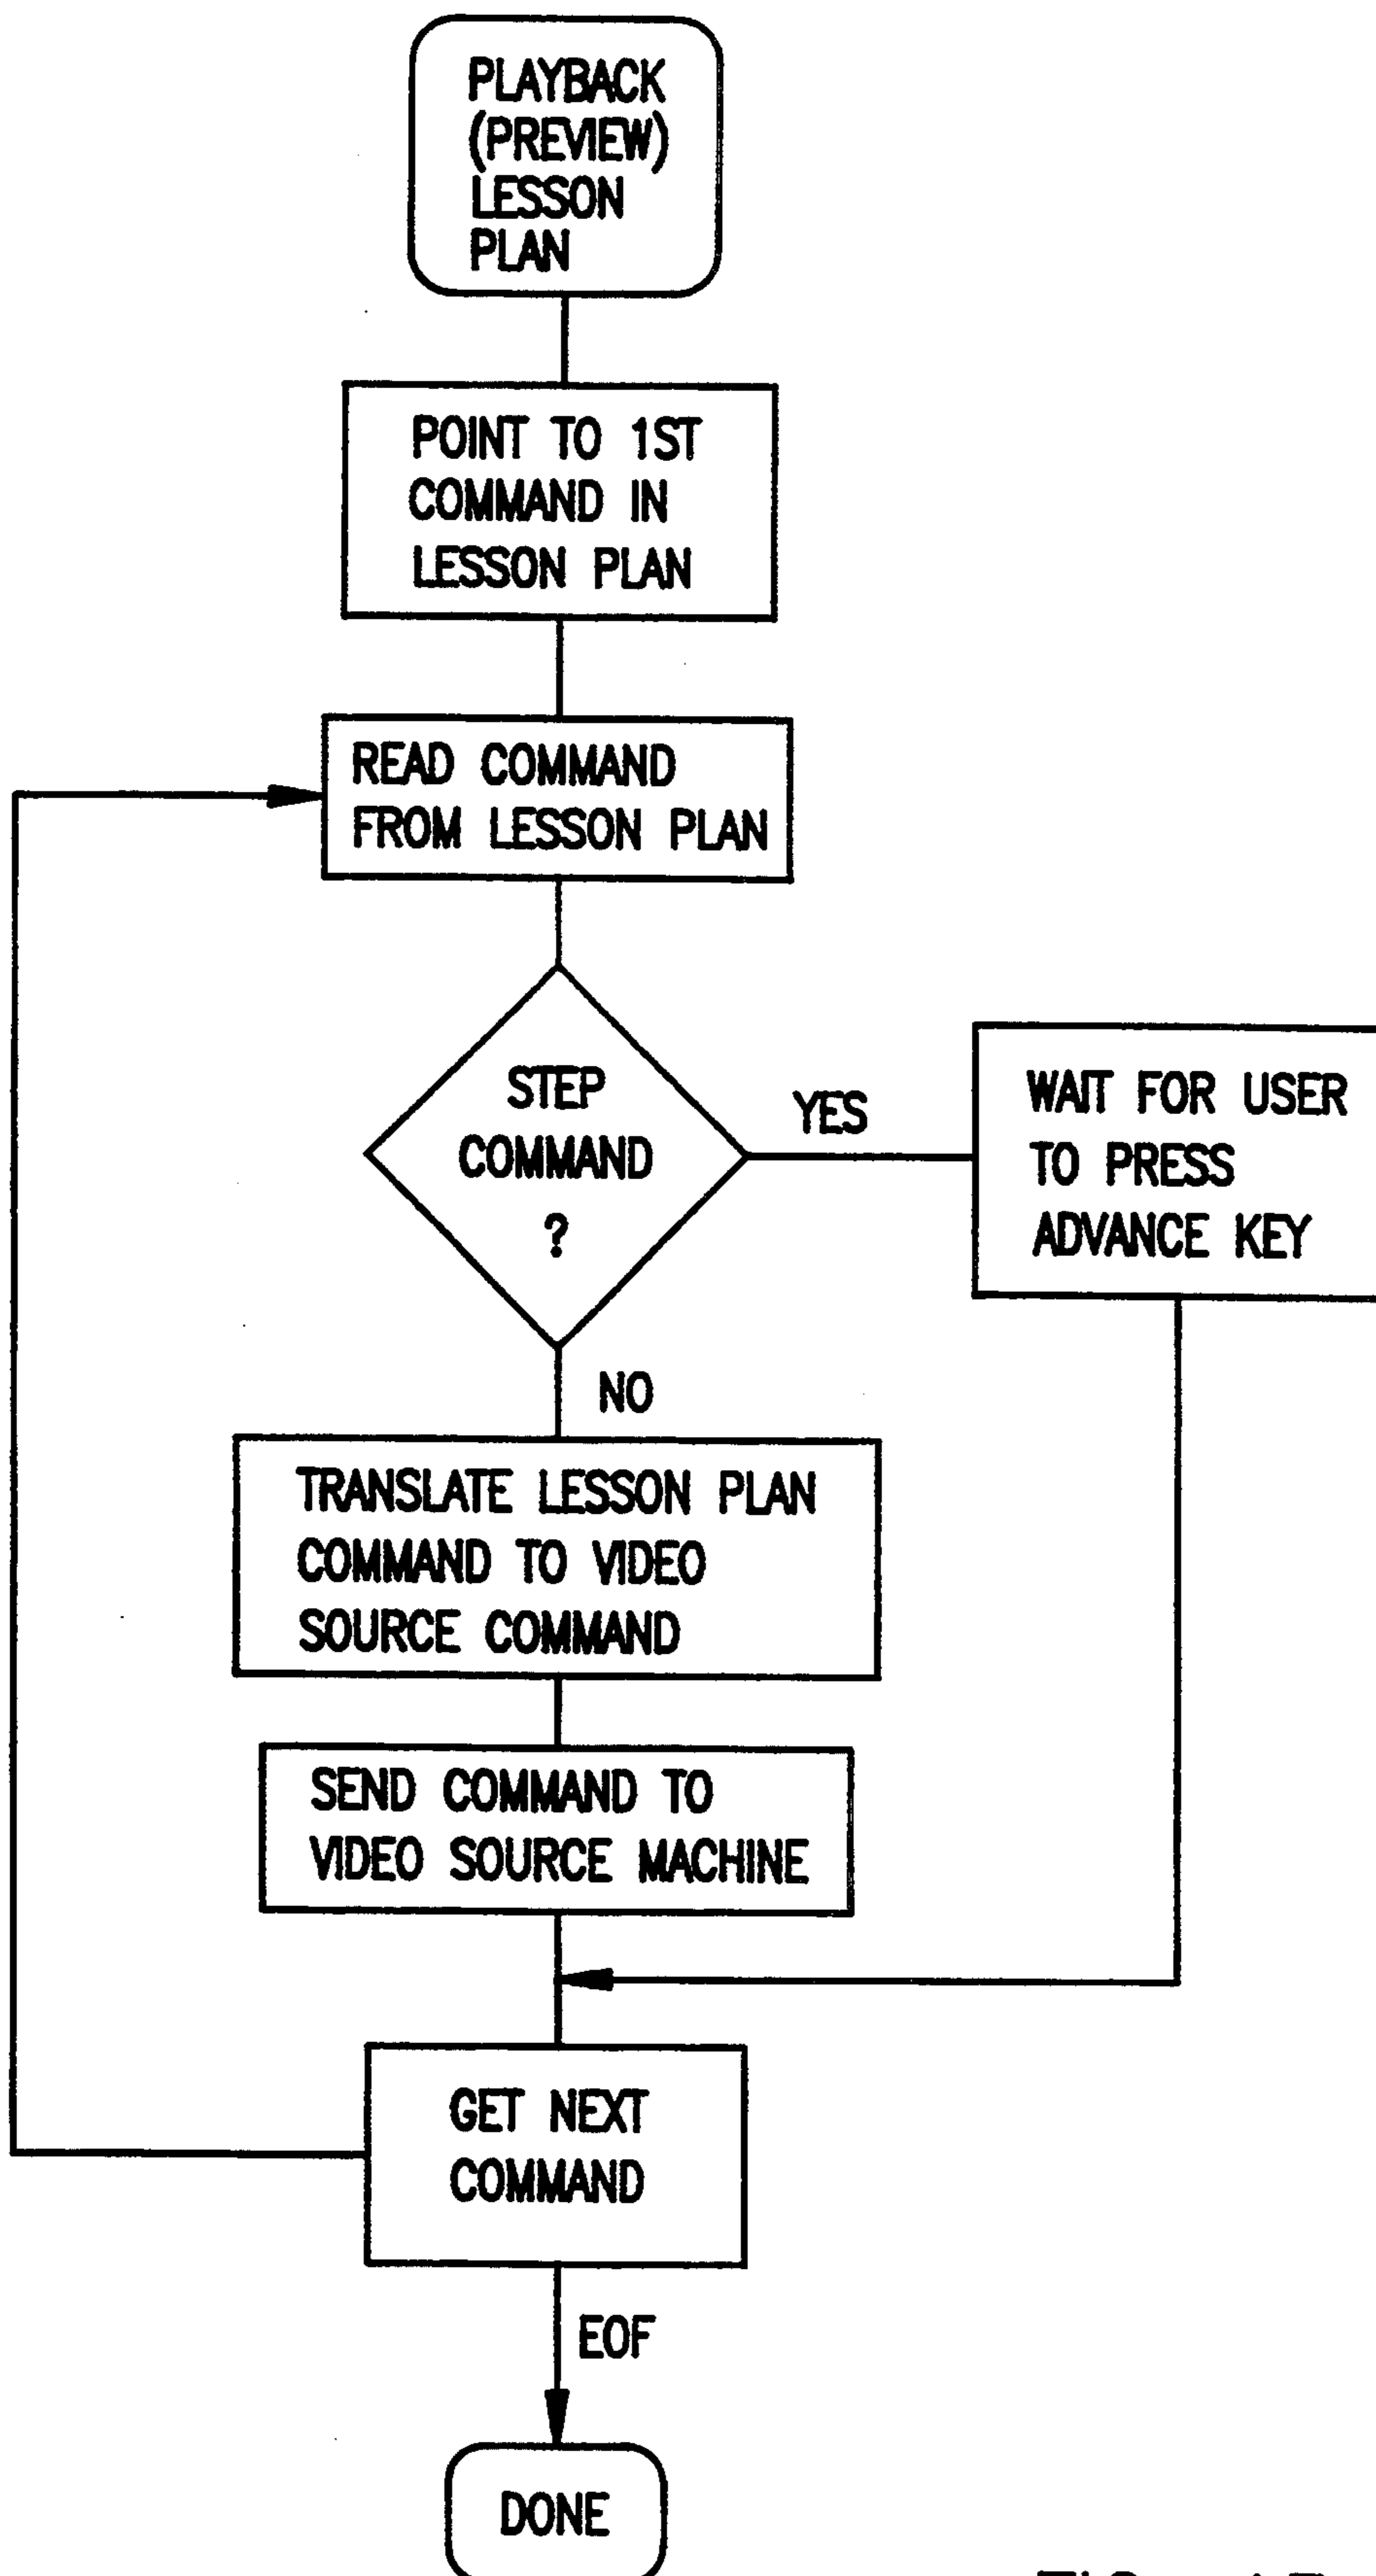 PLAYBACK
(PREVIEW)
LESSON
PLAN
POINT TO 1ST
COMMAND IN
LESSON PLAN
READ COMMAND
FROM LESSON PLAN
STEP
COMMAND
?
YES
WAIT FOR USER
TO PRESS
ADVANCE KEY
NO
TRANSLATE LESSON PLAN
COMMAND TO VIDEO
SOURCE COMMAND
SEND COMMAND TO
VIDEO SOURCE MACHINE
GET NEXT
COMMAND
EOF
DONE